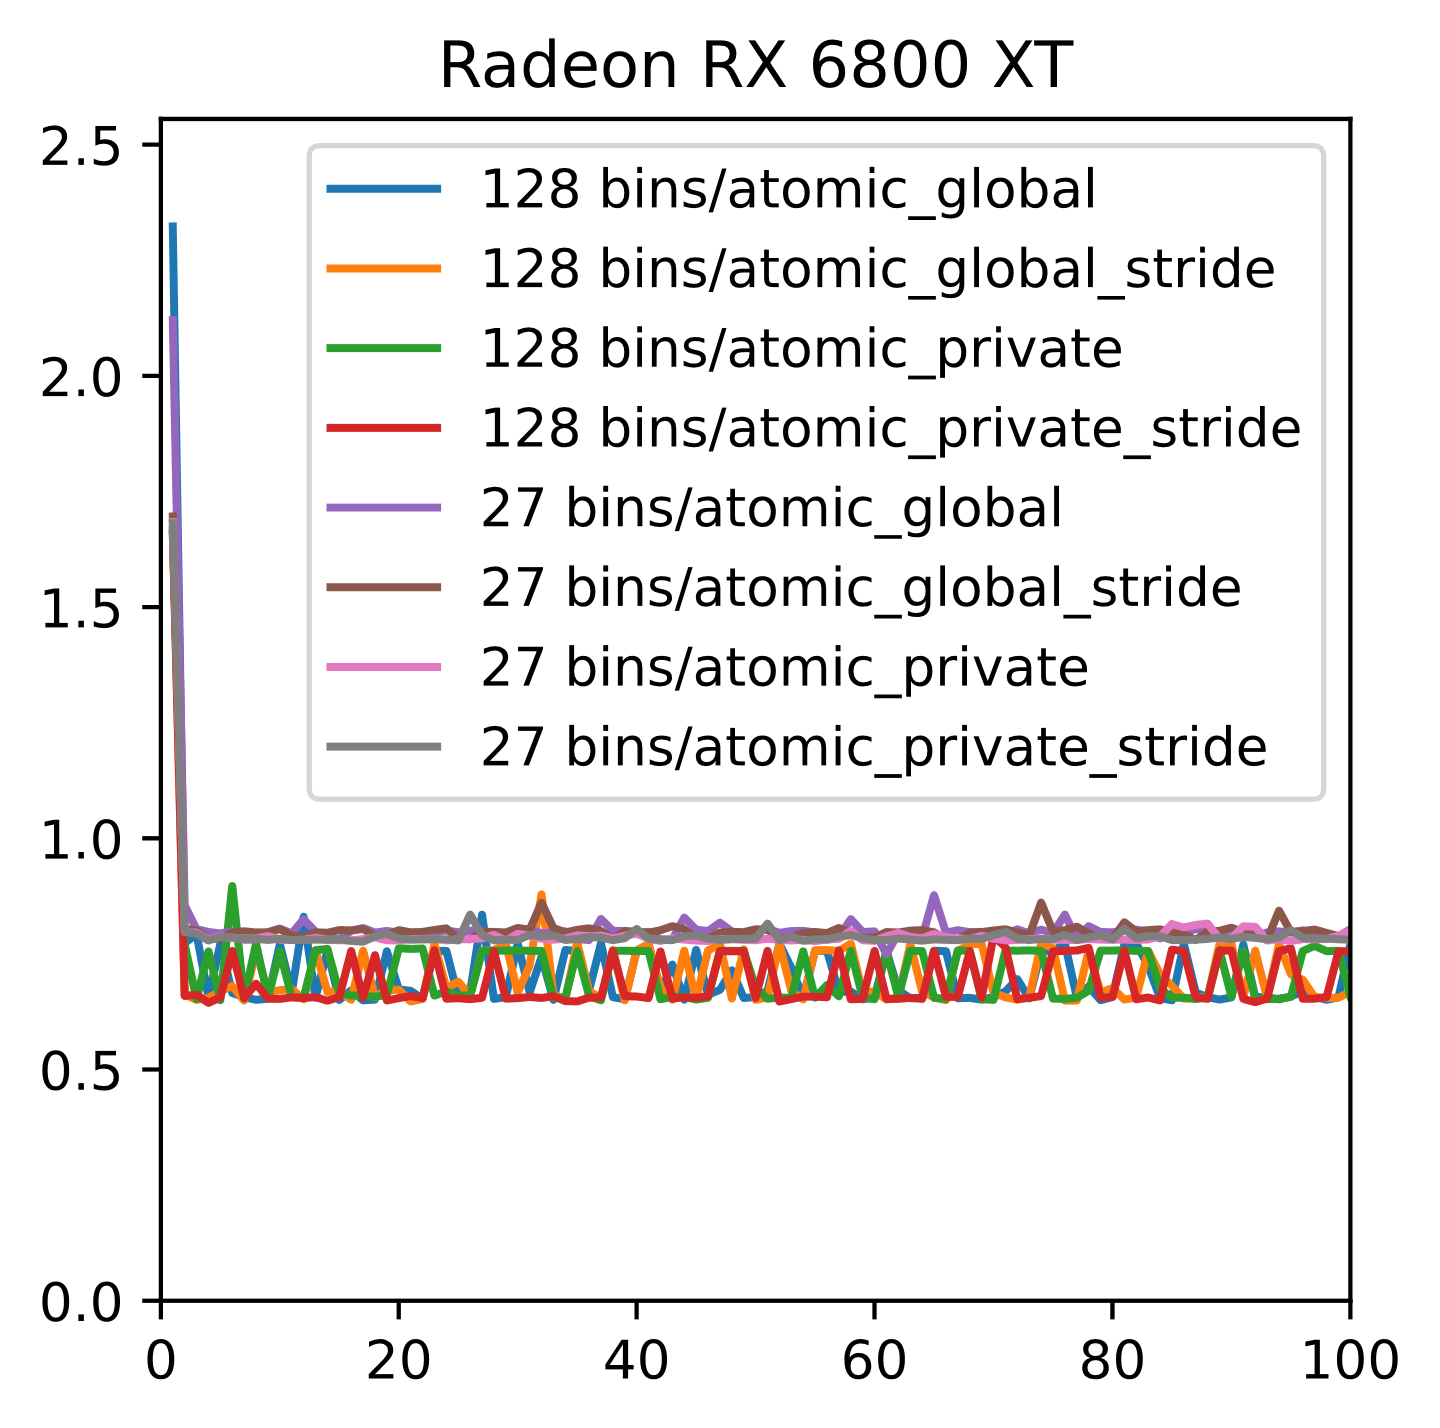 Radeon RX 6800 XT
2.5
2.0
1.5
1.0
0.5
0.0
128 bins/atomic_global
128 bins/atomic_global_stride
128 bins/atomic_private
128 bins/atomic_private_stride
27 bins/atomic_global
27 bins/atomic_global_stride
27 bins/atomic_private
27 bins/atomic_private_stride
0 20 40 60 80 100